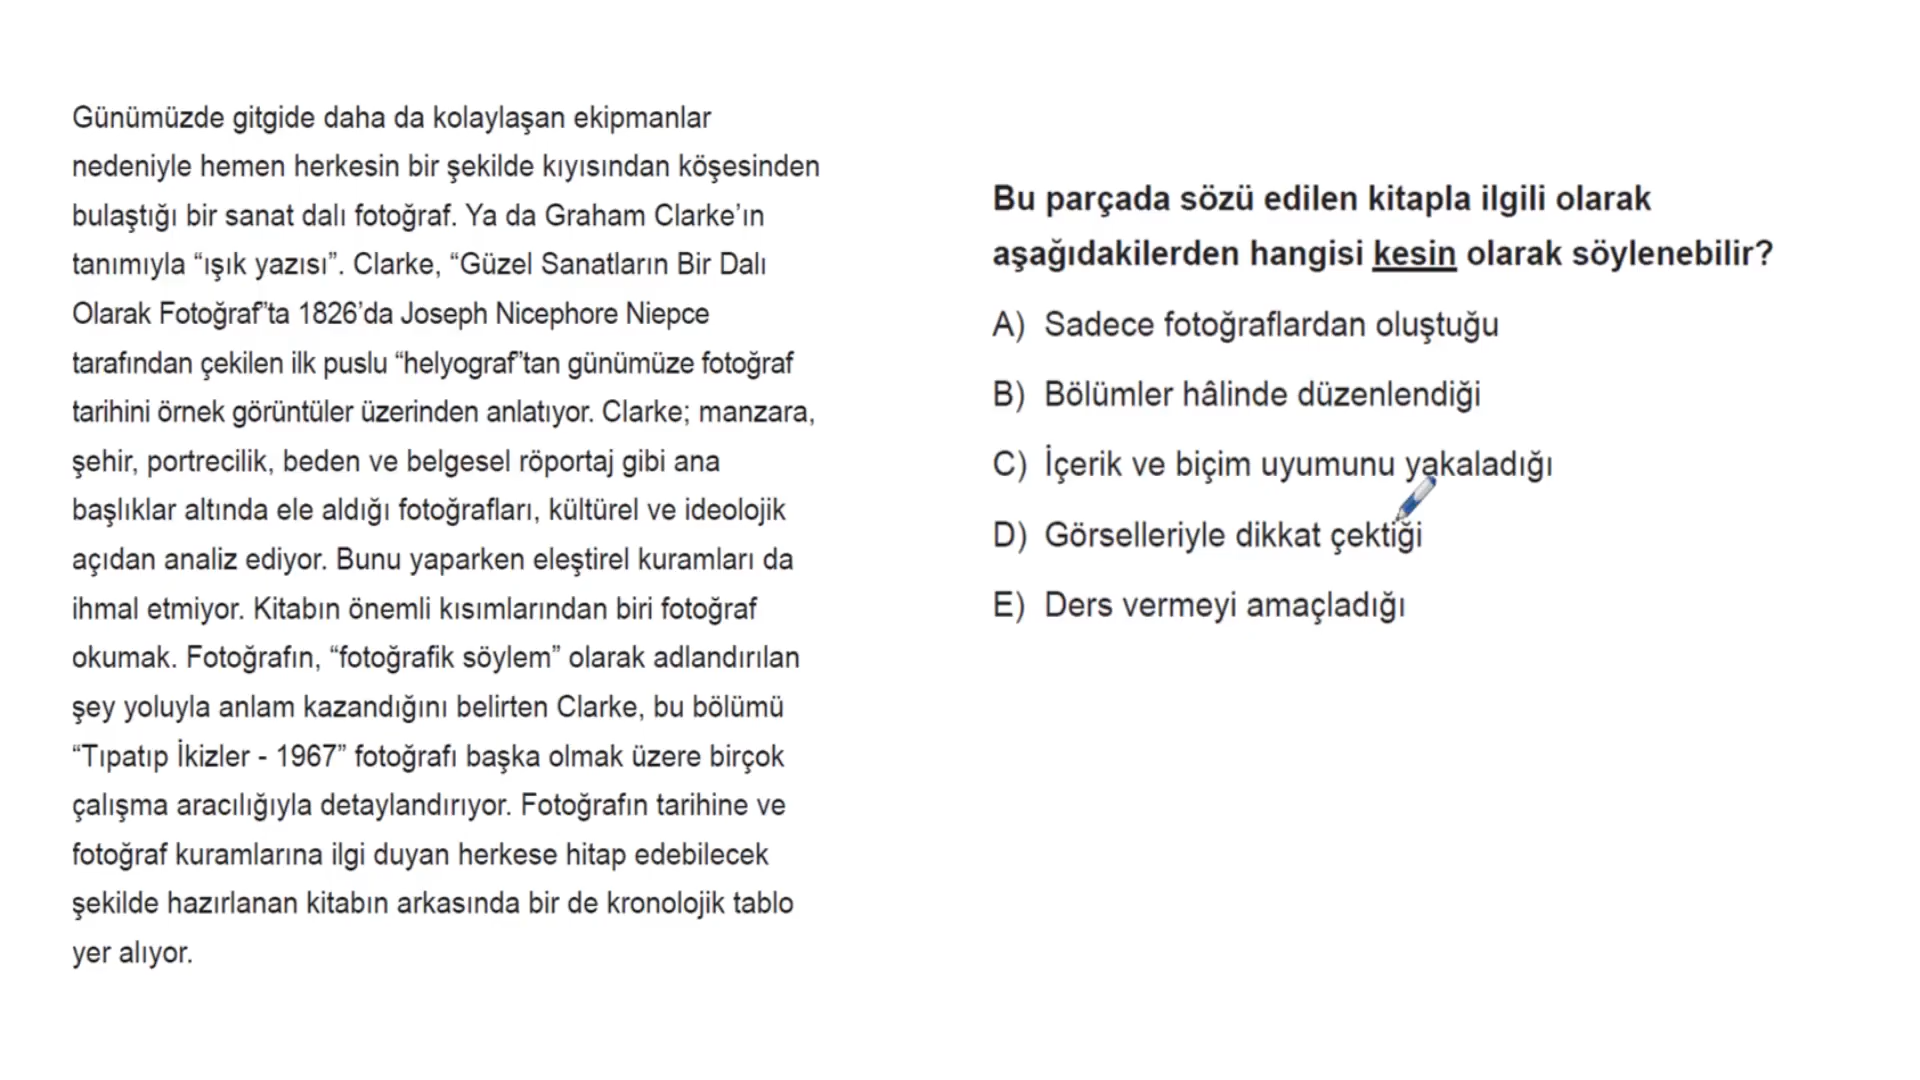 Günümüzde gitgide daha da kolaylaşan ekipmanlar
nedeniyle hemen herkesin bir şekilde kıyısından köşesinden
bulaştığı bir sanat dalı fotoğraf. Ya da Graham Clarke’ın
tanımıyla “ışık yazısı”. Clarke, “Güzel Sanatların Bir Dalı
Olarak Fotoğraf”ta 1826’da Joseph Nicephore Niepce
tarafından çekilen ilk puslu “helyograf”tan günümüze fotoğraf
tarihini örnek görüntüler üzerinden anlatıyor. Clarke; manzara,
şehir, portrecilik, beden ve belgesel röportaj gibi ana
başlıklar altında ele aldığı fotoğrafları, kültürel ve ideolojik
açıdan analiz ediyor. Bunu yaparken eleştirel kuramları da
ihmal etmiyor. Kitabın önemli kısımlarından biri fotoğraf
okumak. Fotoğrafın, “fotoğrafik söylem” olarak adlandırılan
şey yoluyla anlam kazandığını belirten Clarke, bu bölümü
“Tıpatıp İkizler - 1967” fotoğrafı başka olmak üzere birçok
çalışma aracılığıyla detaylandırıyor. Fotoğrafın tarihine ve
fotoğraf kuramlarına ilgi duyan herkese hitap edebilecek
şekilde hazırlanan kitabın arkasında bir de kronolojik tablo
yer alıyor.
Bu parçada sözü edilen kitapla ilgili olarak
aşağıdakilerden hangisi kesin olarak söylenebilir?
A) Sadece fotoğraflardan oluştuğu
B) Bölümler hâlinde düzenlendiği
C) İçerik ve biçim uyumunu yakaladığı
D) Görselleriyle dikkat çektiği
E) Ders vermeyi amaçladığı